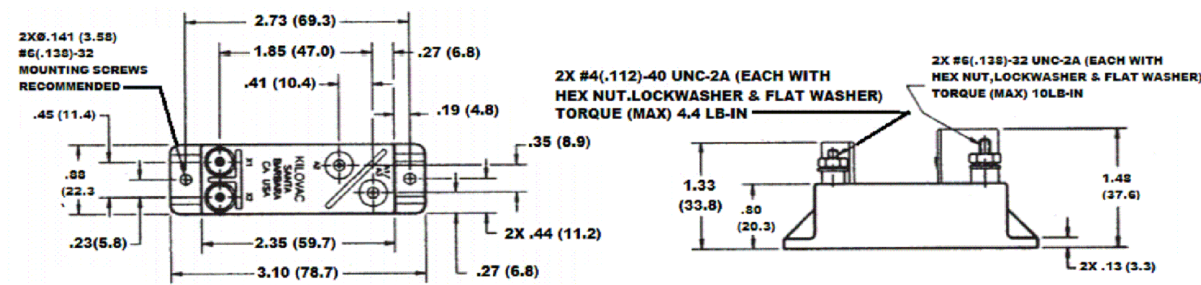 2.73 (69.3)
2XØ.141 (3.58)
#6(.138)-32
MOUNTING SCREWS
RECOMMENDED
1.85 (47.0)
.27 (6.8)
.41 (10.4)
.19 (4.8)
.45 (11.4)
.35 (8.9)
.88
(22.3
X1
X2
KILOVAC
SANTA
BARBARA
CA USA
A2
.23(5.8)
2X .44 (11.2)
2.35 (59.7)
.27 (6.8)
3.10 (78.7)
2X #4(.112)-40 UNC-2A (EACH WITH
HEX NUT.LOCKWASHER & FLAT WASHER)
TORQUE (MAX) 4.4 LB-IN
2X #6(.138)-32 UNC-2A (EACH WITH
HEX NUT,LOCKWASHER & FLAT WASHER)
TORQUE (MAX) 10LB-IN
1.33
(33.8)
.80
(20.3)
1.48
(37.6)
2X .13 (3.3)